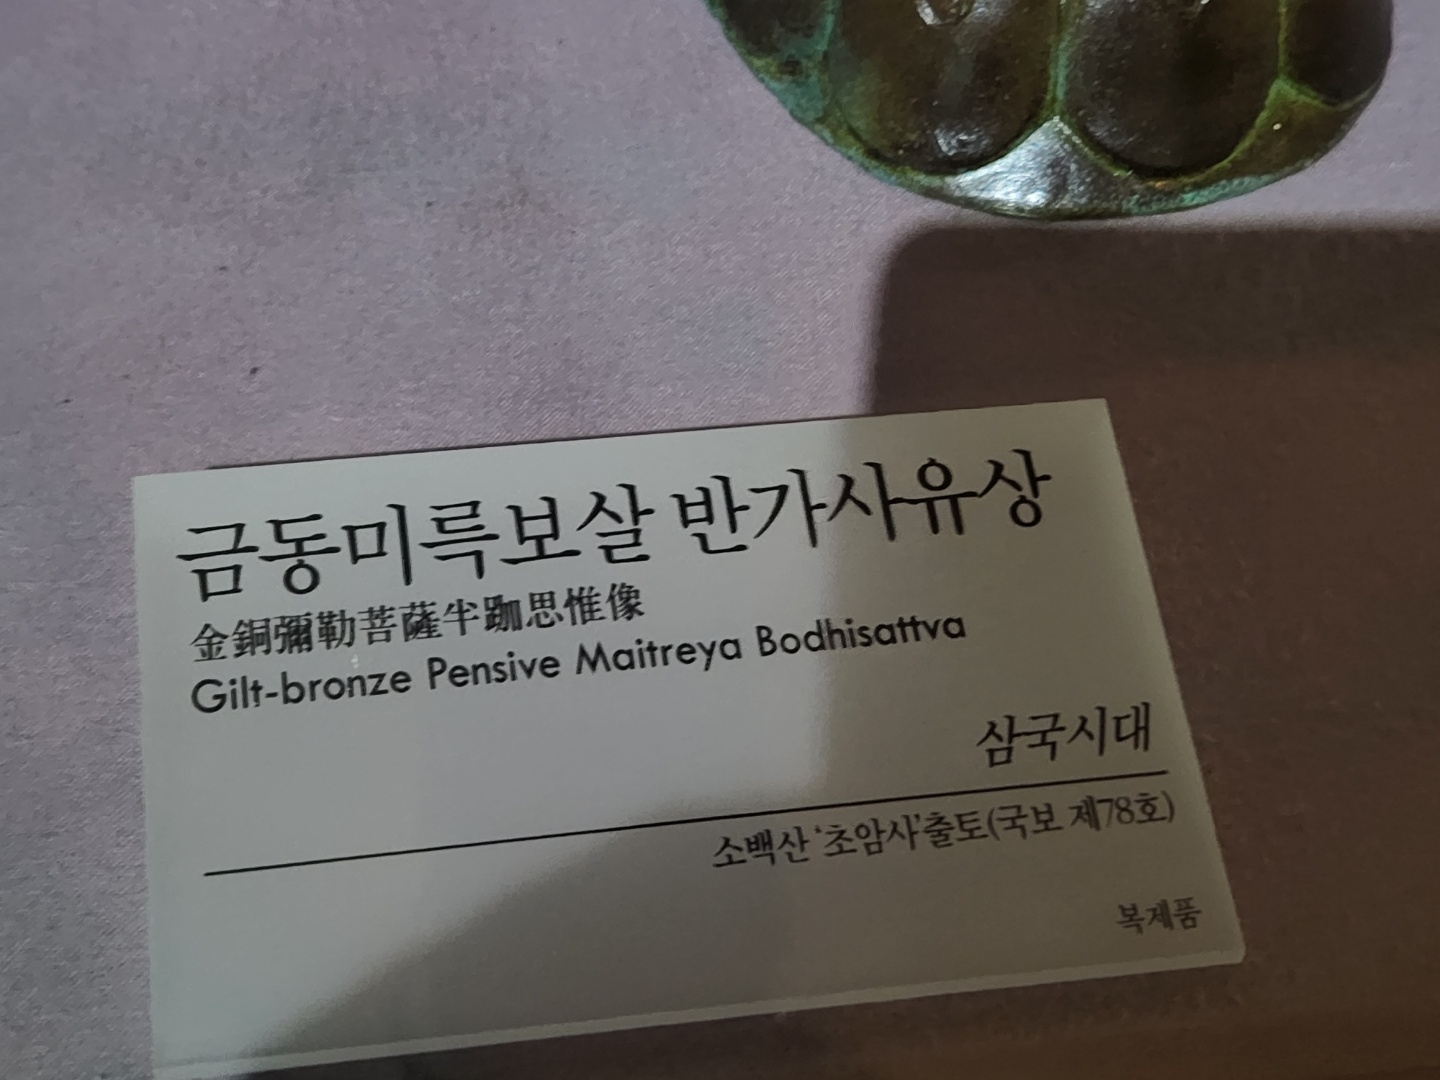 금동미륵보살 반가사유상
金銅彌勒菩薩半跏思惟像
Gilt-bronze Pensive Maitreya Bodhisattva
삼국시대
소백산 '초암사'출토(국보 제78호)
복제품